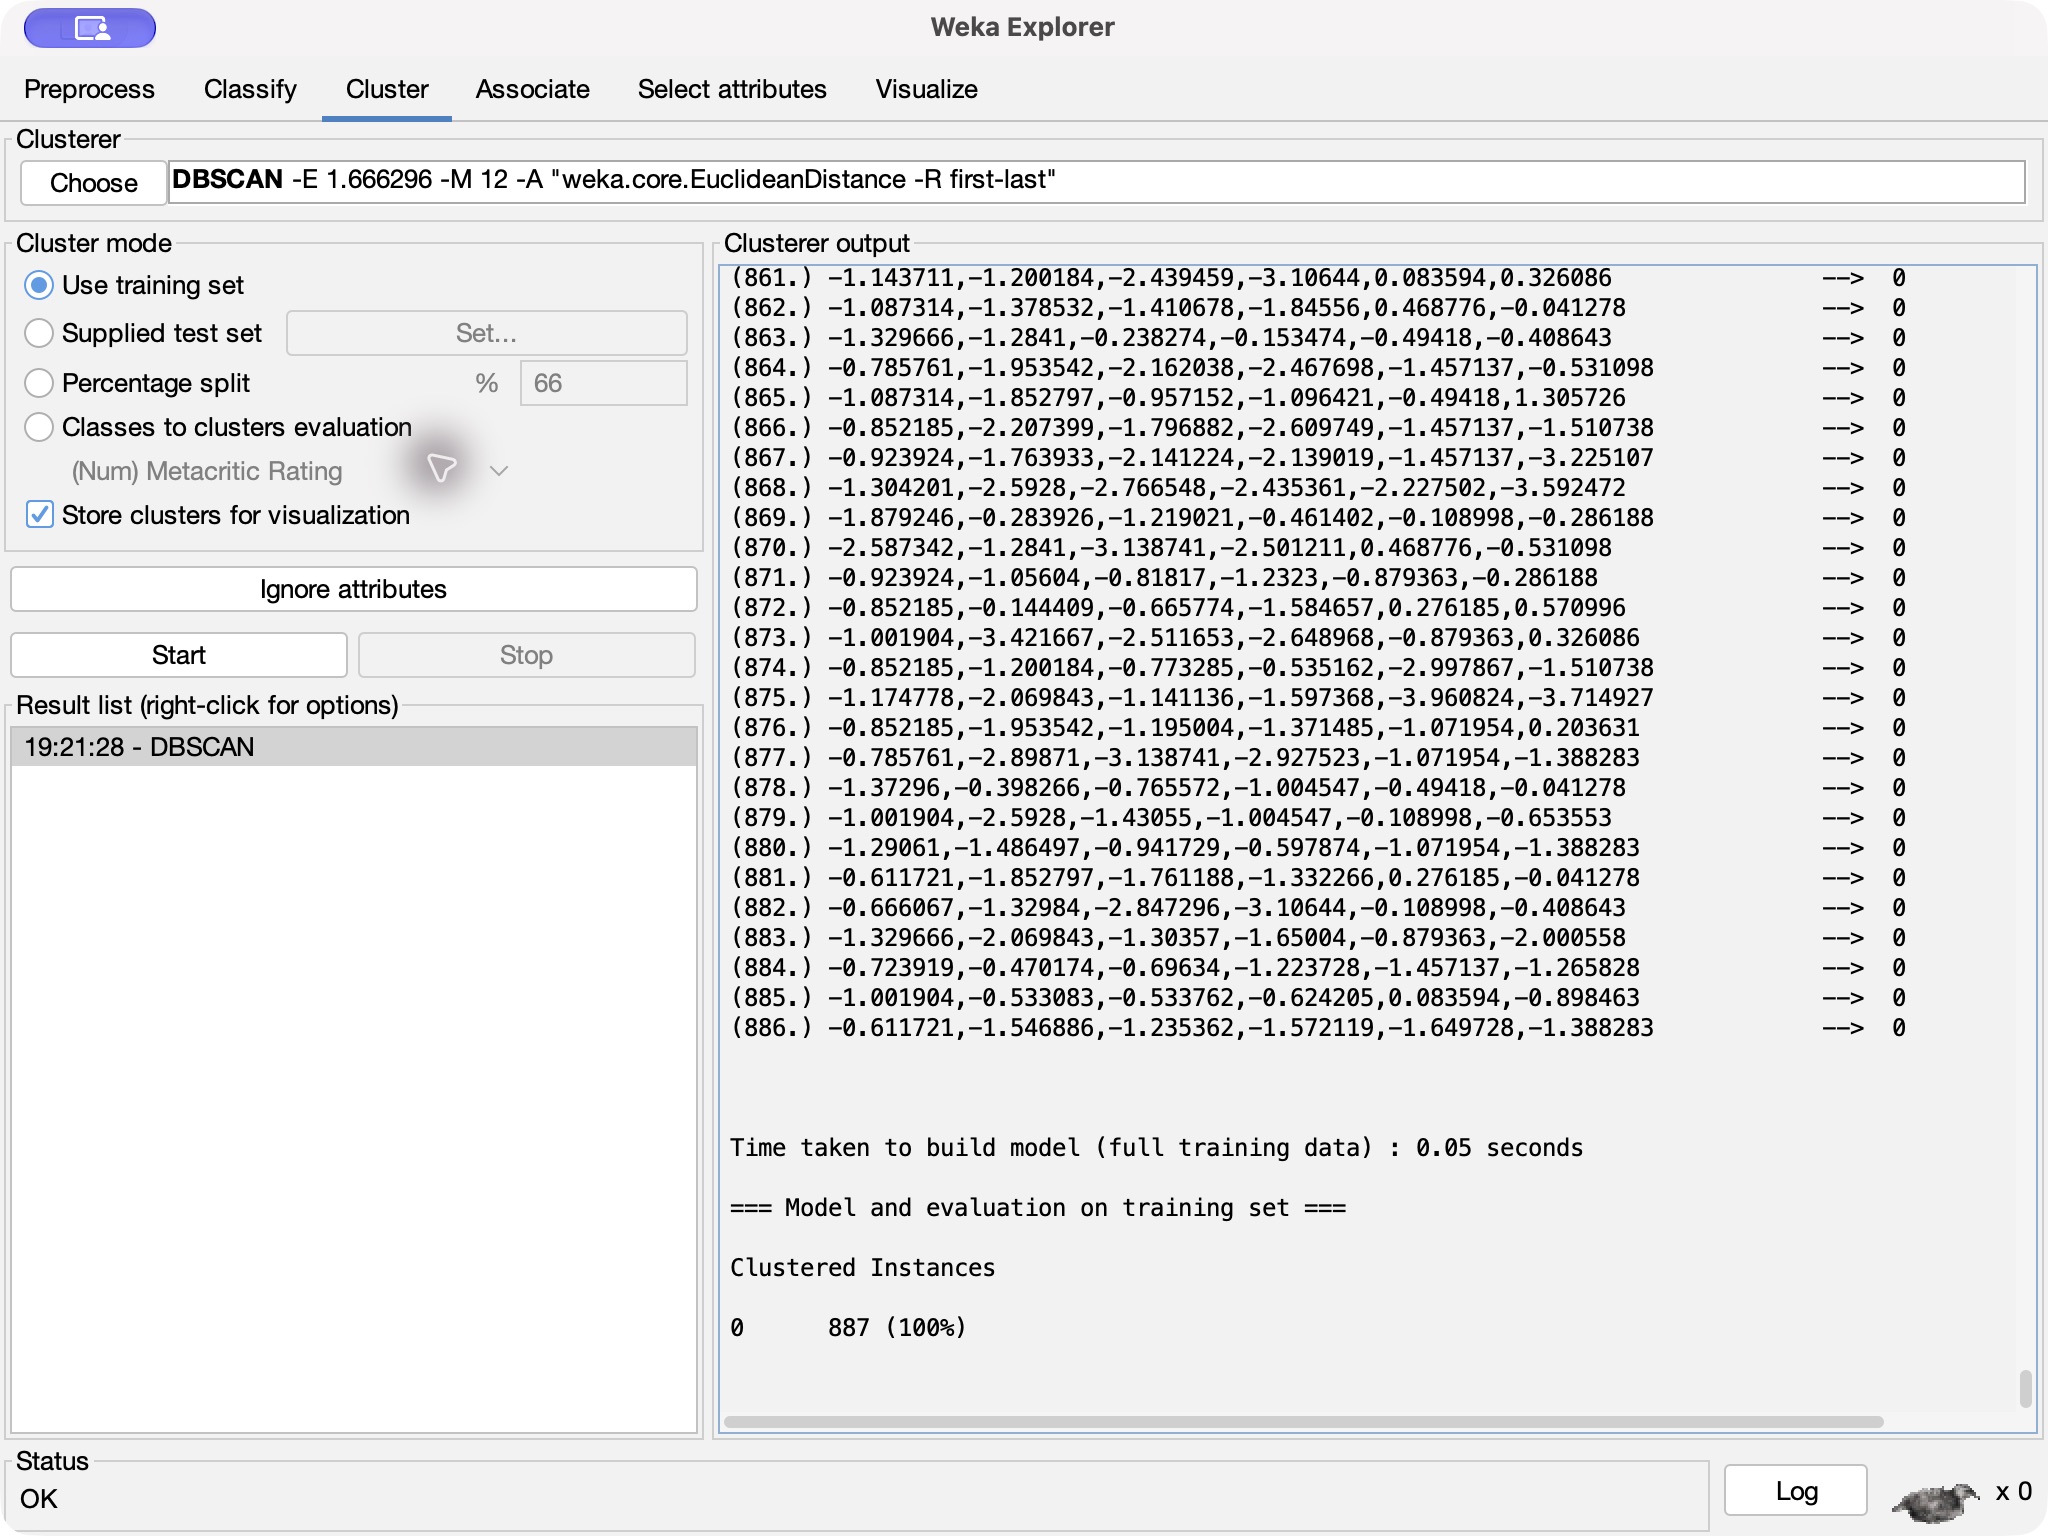 Weka Explorer
Preprocess Classify Cluster Associate Select attributes Visualize
Clusterer
Choose DBSCAN -E 1.666296 -M 12 -A "weka.core.EuclideanDistance -R first-last"
Cluster mode
Use training set
Supplied test set Set...
Percentage split % 66
Classes to clusters evaluation
(Num) Metacritic Rating
Store clusters for visualization
Ignore attributes
Start Stop
Result list (right-click for options)
19:21:28 - DBSCAN
Clusterer output
(861.) -1.143711,-1.200184,-2.439459,-3.10644,0.083594,0.326086 --> 0
(862.) -1.087314,-1.378532,-1.410678,-1.84556,0.468776,-0.041278 --> 0
(863.) -1.329666,-1.2841,-0.238274,-0.153474,-0.49418,-0.408643 --> 0
(864.) -0.785761,-1.953542,-2.162038,-2.467698,-1.457137,-0.531098 --> 0
(865.) -1.087314,-1.852797,-0.957152,-1.096421,-0.49418,1.305726 --> 0
(866.) -0.852185,-2.207399,-1.796882,-2.609749,-1.457137,-1.510738 --> 0
(867.) -0.923924,-1.763933,-2.141224,-2.139019,-1.457137,-3.225107 --> 0
(868.) -1.304201,-2.5928,-2.766548,-2.435361,-2.227502,-3.592472 --> 0
(869.) -1.879246,-0.283926,-1.219021,-0.461402,-0.108998,-0.286188 --> 0
(870.) -2.587342,-1.2841,-3.138741,-2.501211,0.468776,-0.531098 --> 0
(871.) -0.923924,-1.05604,-0.81817,-1.2323,-0.879363,-0.286188 --> 0
(872.) -0.852185,-0.144409,-0.665774,-1.584657,0.276185,0.570996 --> 0
(873.) -1.001904,-3.421667,-2.511653,-2.648968,-0.879363,0.326086 --> 0
(874.) -0.852185,-1.200184,-0.773285,-0.535162,-2.997867,-1.510738 --> 0
(875.) -1.174778,-2.069843,-1.141136,-1.597368,-3.960824,-3.714927 --> 0
(876.) -0.852185,-1.953542,-1.195004,-1.371485,-1.071954,0.203631 --> 0
(877.) -0.785761,-2.89871,-3.138741,-2.927523,-1.071954,-1.388283 --> 0
(878.) -1.37296,-0.398266,-0.765572,-1.004547,-0.49418,-0.041278 --> 0
(879.) -1.001904,-2.5928,-1.43055,-1.004547,-0.108998,-0.653553 --> 0
(880.) -1.29061,-1.486497,-0.941729,-0.597874,-1.071954,-1.388283 --> 0
(881.) -0.611721,-1.852797,-1.761188,-1.332266,0.276185,-0.041278 --> 0
(882.) -0.666067,-1.32984,-2.847296,-3.10644,-0.108998,-0.408643 --> 0
(883.) -1.329666,-2.069843,-1.30357,-1.65004,-0.879363,-2.000558 --> 0
(884.) -0.723919,-0.470174,-0.69634,-1.223728,-1.457137,-1.265828 --> 0
(885.) -1.001904,-0.533083,-0.533762,-0.624205,0.083594,-0.898463 --> 0
(886.) -0.611721,-1.546886,-1.235362,-1.572119,-1.649728,-1.388283 --> 0
Time taken to build model (full training data) : 0.05 seconds
=== Model and evaluation on training set ===
Clustered Instances
0 887 (100%)
Status
OK
Log x 0